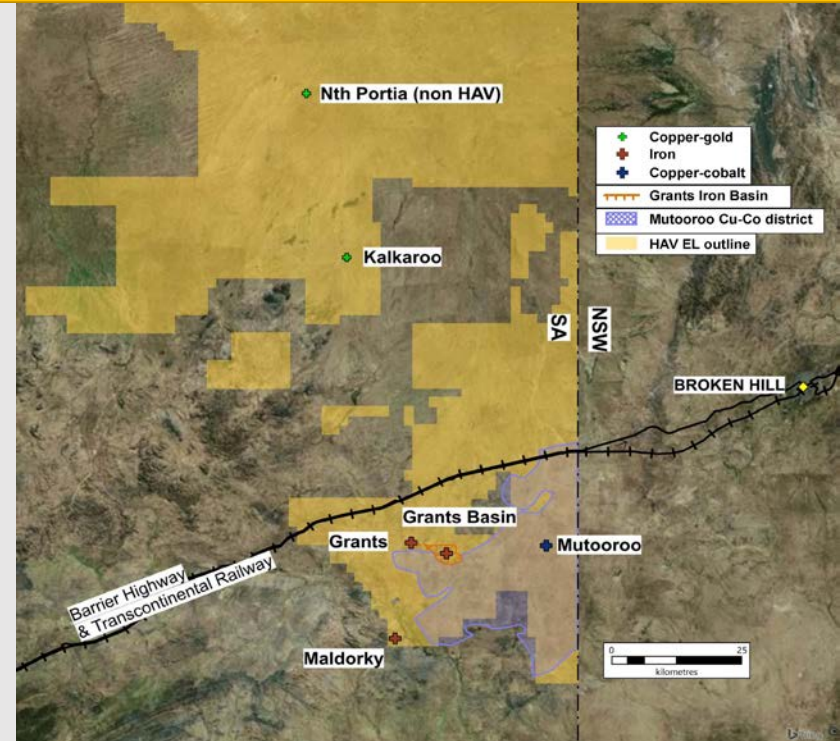 Nth Portia (non HAV)
Copper-gold
Iron
Copper-cobalt
Grants Iron Basin
Mutooroo Cu-Co district
HAV EL outline
Kalkaroo
SA
NSW
BROKEN HILL
Grants Basin
Grants
Mutooroo
Barrier Highway
& Transcontinental Railway
Maldorky
0 25
kilometres